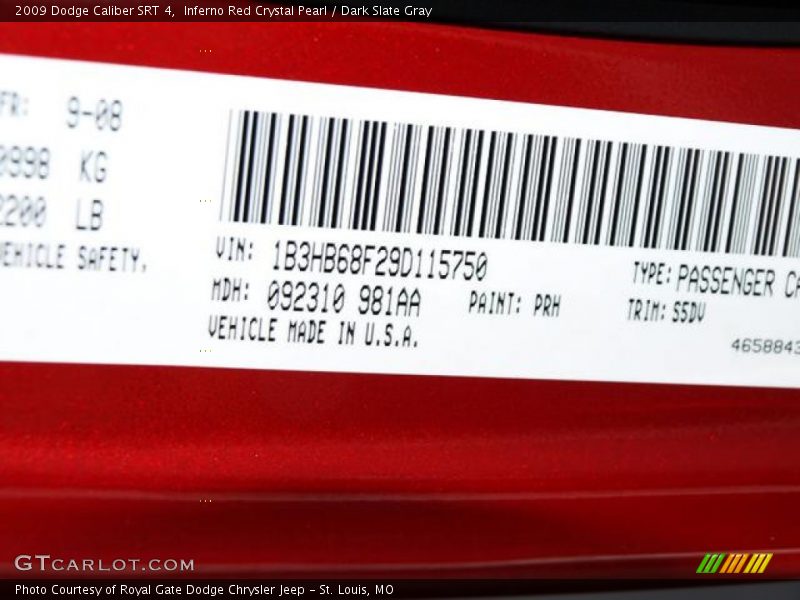 2009 Dodge Caliber SRT 4,  Inferno Red Crystal Pearl / Dark Slate Gray
FR: 9-08
0998 KG
2200 LB
VEHICLE SAFETY.
VIN: 1B3HB68F29D115750
MDH: 092310 981AA PAINT: PRH
VEHICLE MADE IN U.S.A.
TYPE: PASSENGER CA
TRIM: S5DV
4658843
GTCARLOT.COM
Photo Courtesy of Royal Gate Dodge Chrysler Jeep - St. Louis, MO